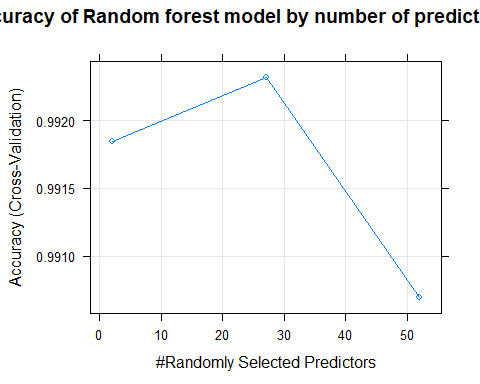 curacy of Random forest model by number of predict
Accuracy (Cross-Validation)
0.9920
0.9915
0.9910
0 10 20 30 40 50
#Randomly Selected Predictors